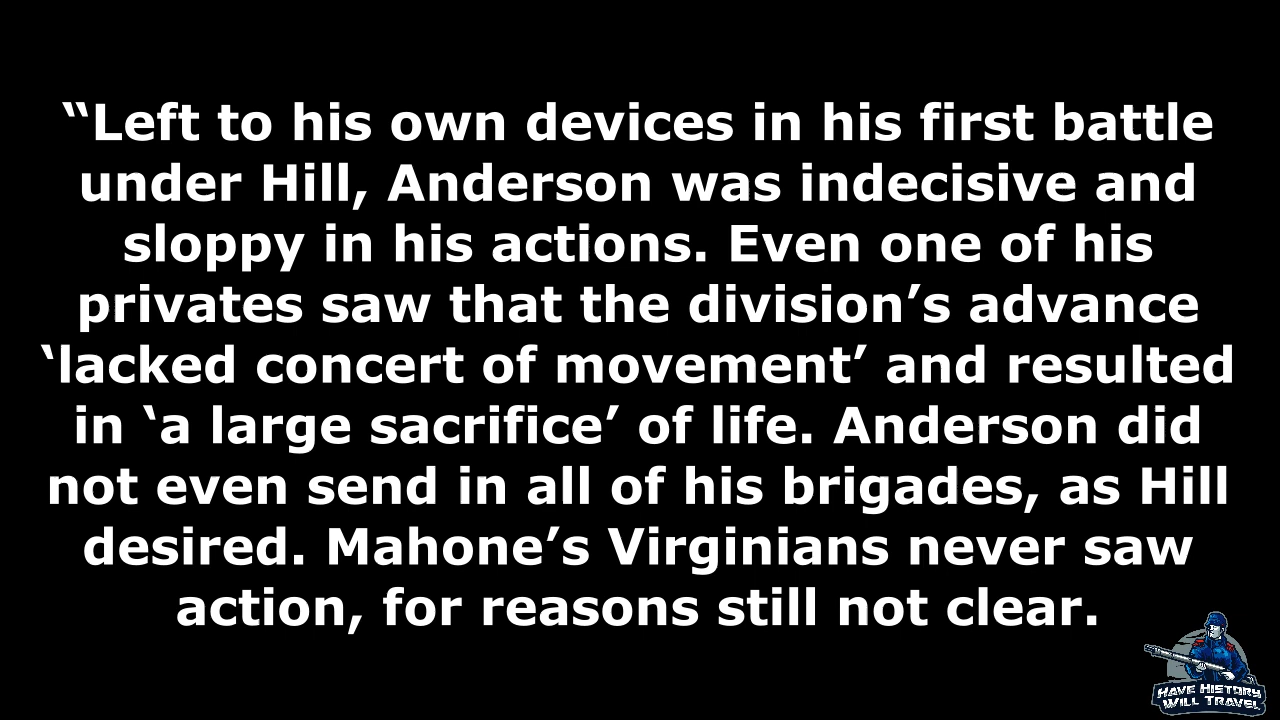 “Left to his own devices in his first battle
under Hill, Anderson was indecisive and
sloppy in his actions. Even one of his
privates saw that the division’s advance
‘lacked concert of movement’ and resulted
in ‘a large sacrifice’ of life. Anderson did
not even send in all of his brigades, as Hill
desired. Mahone’s Virginians never saw
action, for reasons still not clear.
HAVE HISTORY
WILL TRAVEL